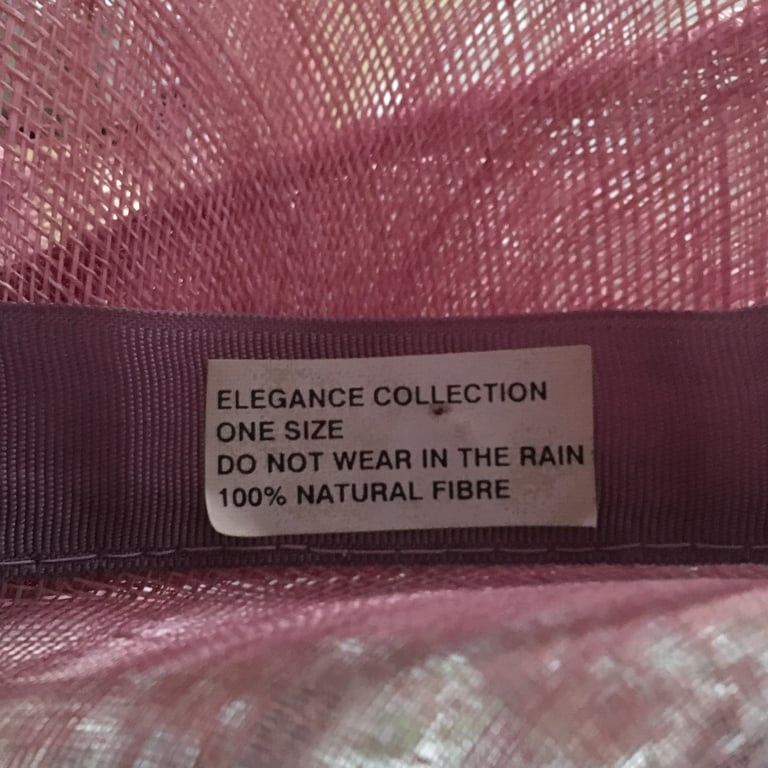 ELEGANCE COLLECTION
ONE SIZE
DO NOT WEAR IN THE RAIN
100% NATURAL FIBRE